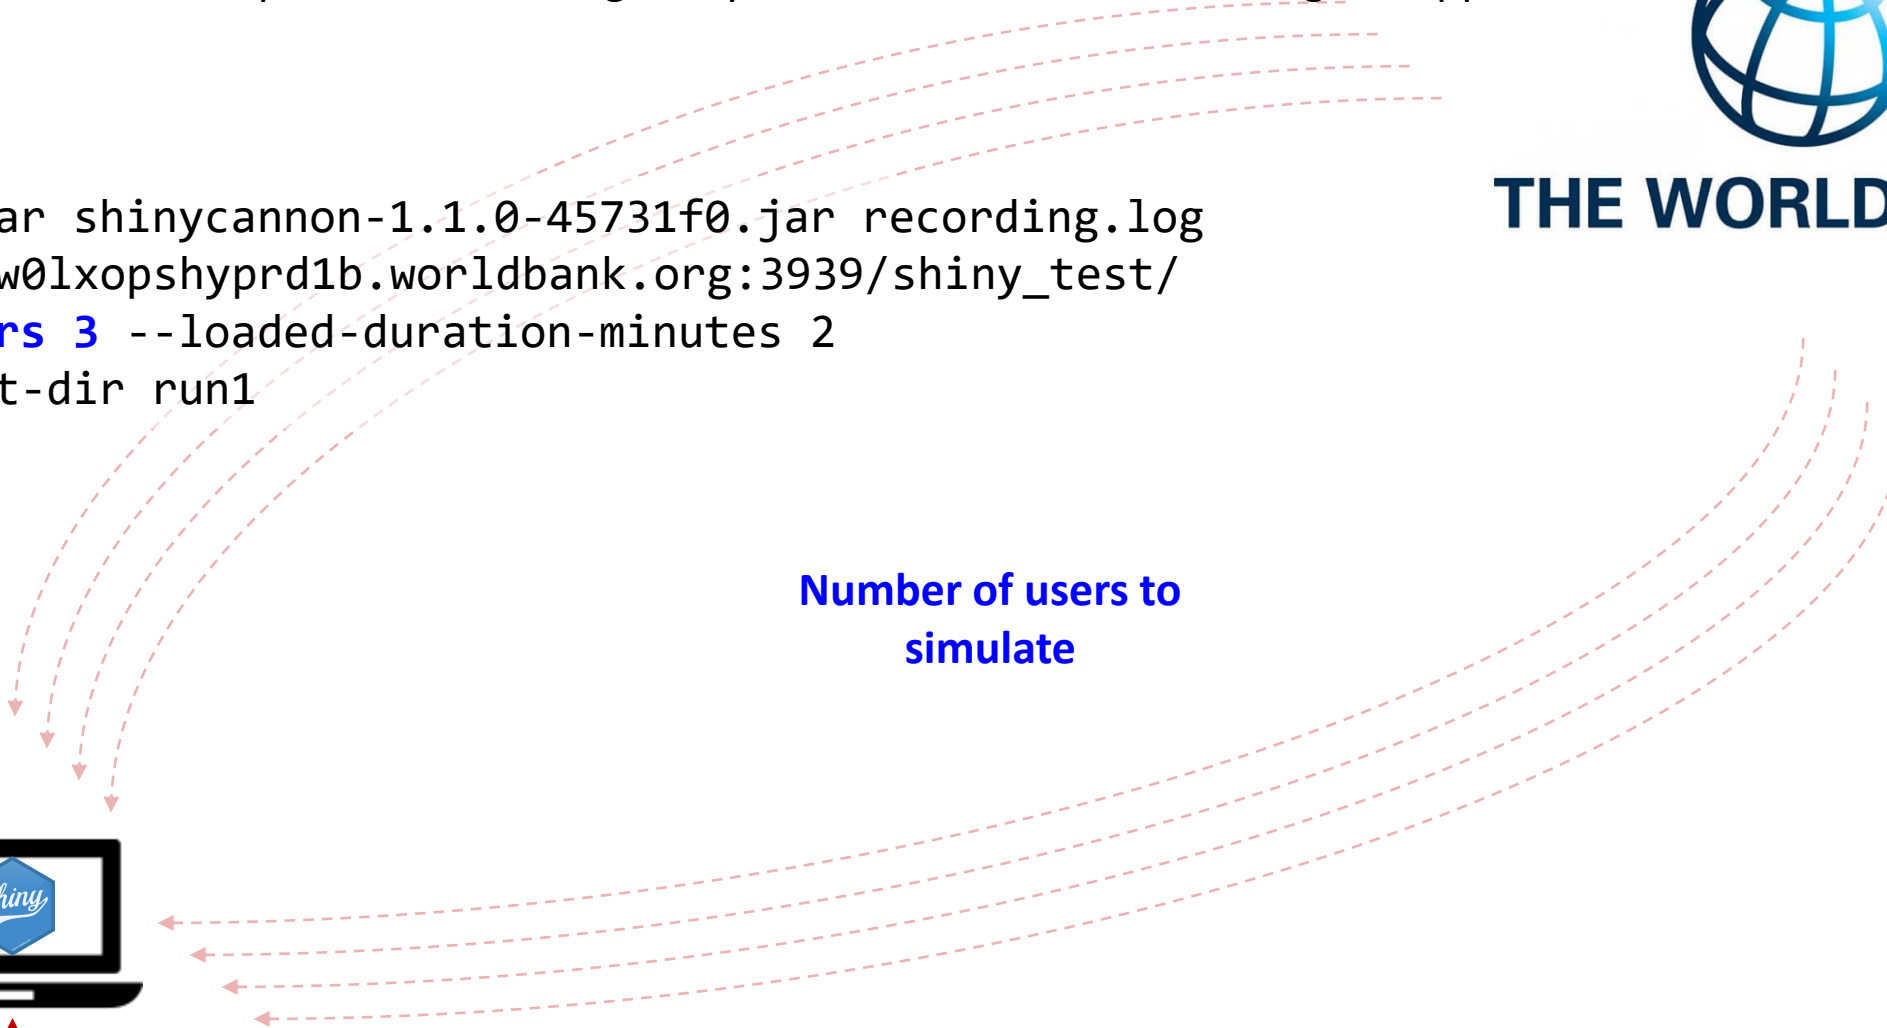 ar shinycannon-1.1.0-45731f0.jar recording.log
w0lxopshyprd1b.worldbank.org:3939/shiny_test/
rs 3 --loaded-duration-minutes 2
t-dir run1
THE WORLD
Number of users to
simulate
hiny